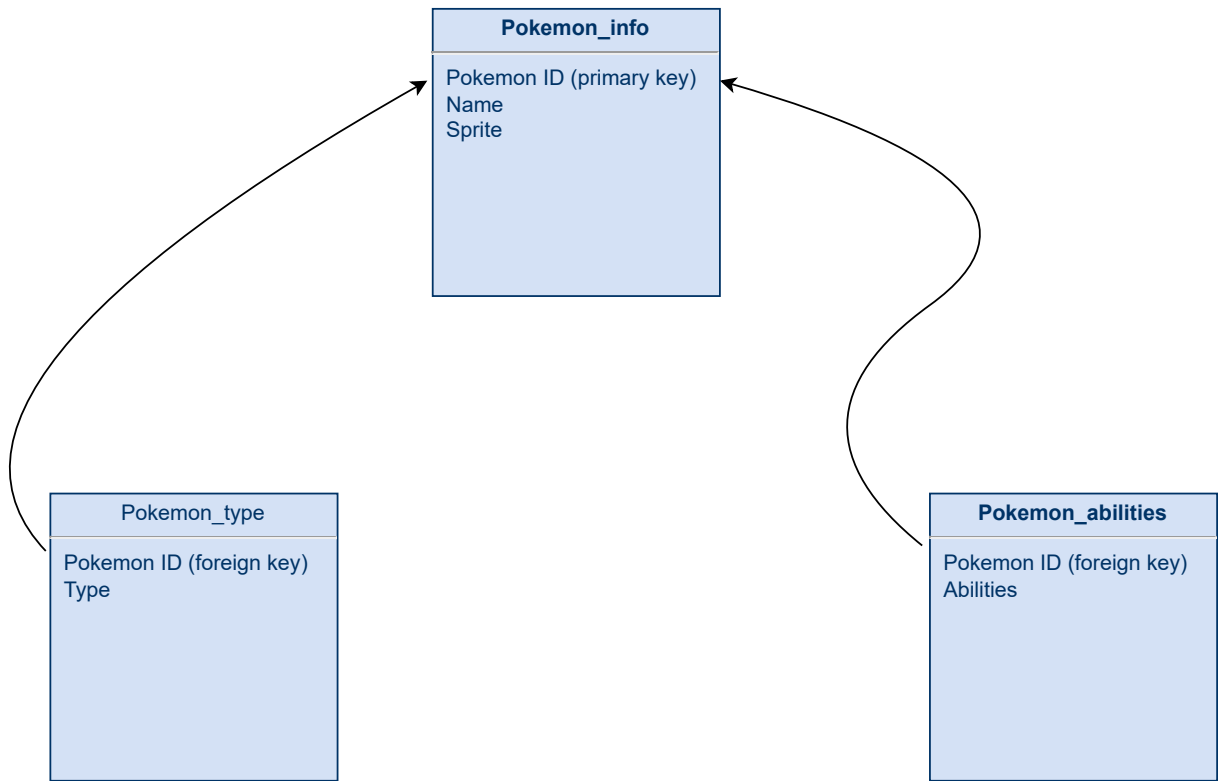 Pokemon_info
Pokemon ID (primary key)
Name
Sprite
Pokemon_type
Pokemon ID (foreign key)
Type
Pokemon_abilities
Pokemon ID (foreign key)
Abilities